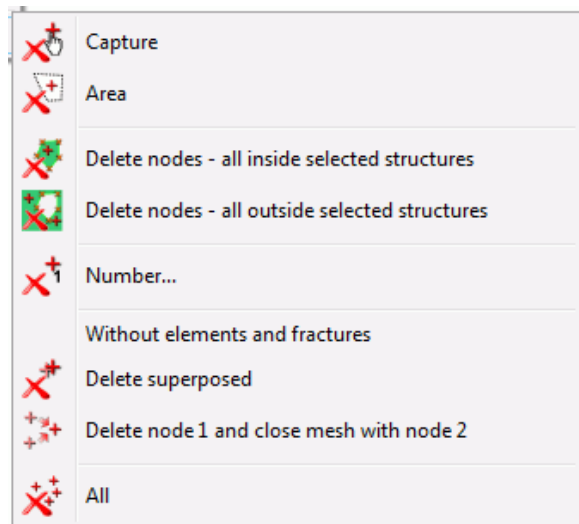 Capture
Area
Delete nodes - all inside selected structures
Delete nodes - all outside selected structures
1
Number...
Without elements and fractures
Delete superposed
Delete node 1 and close mesh with node 2
All